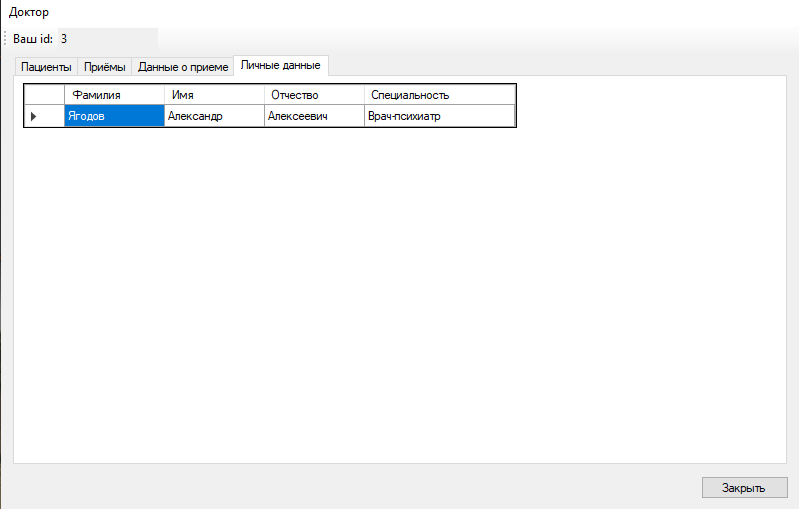 Доктор
Ваш id: 3
Пациенты Приёмы Данные о приеме Личные данные
Фамилия Имя Отчество Специальность
Ягодов Александр Алексеевич Врач-психиатр
Закрыть